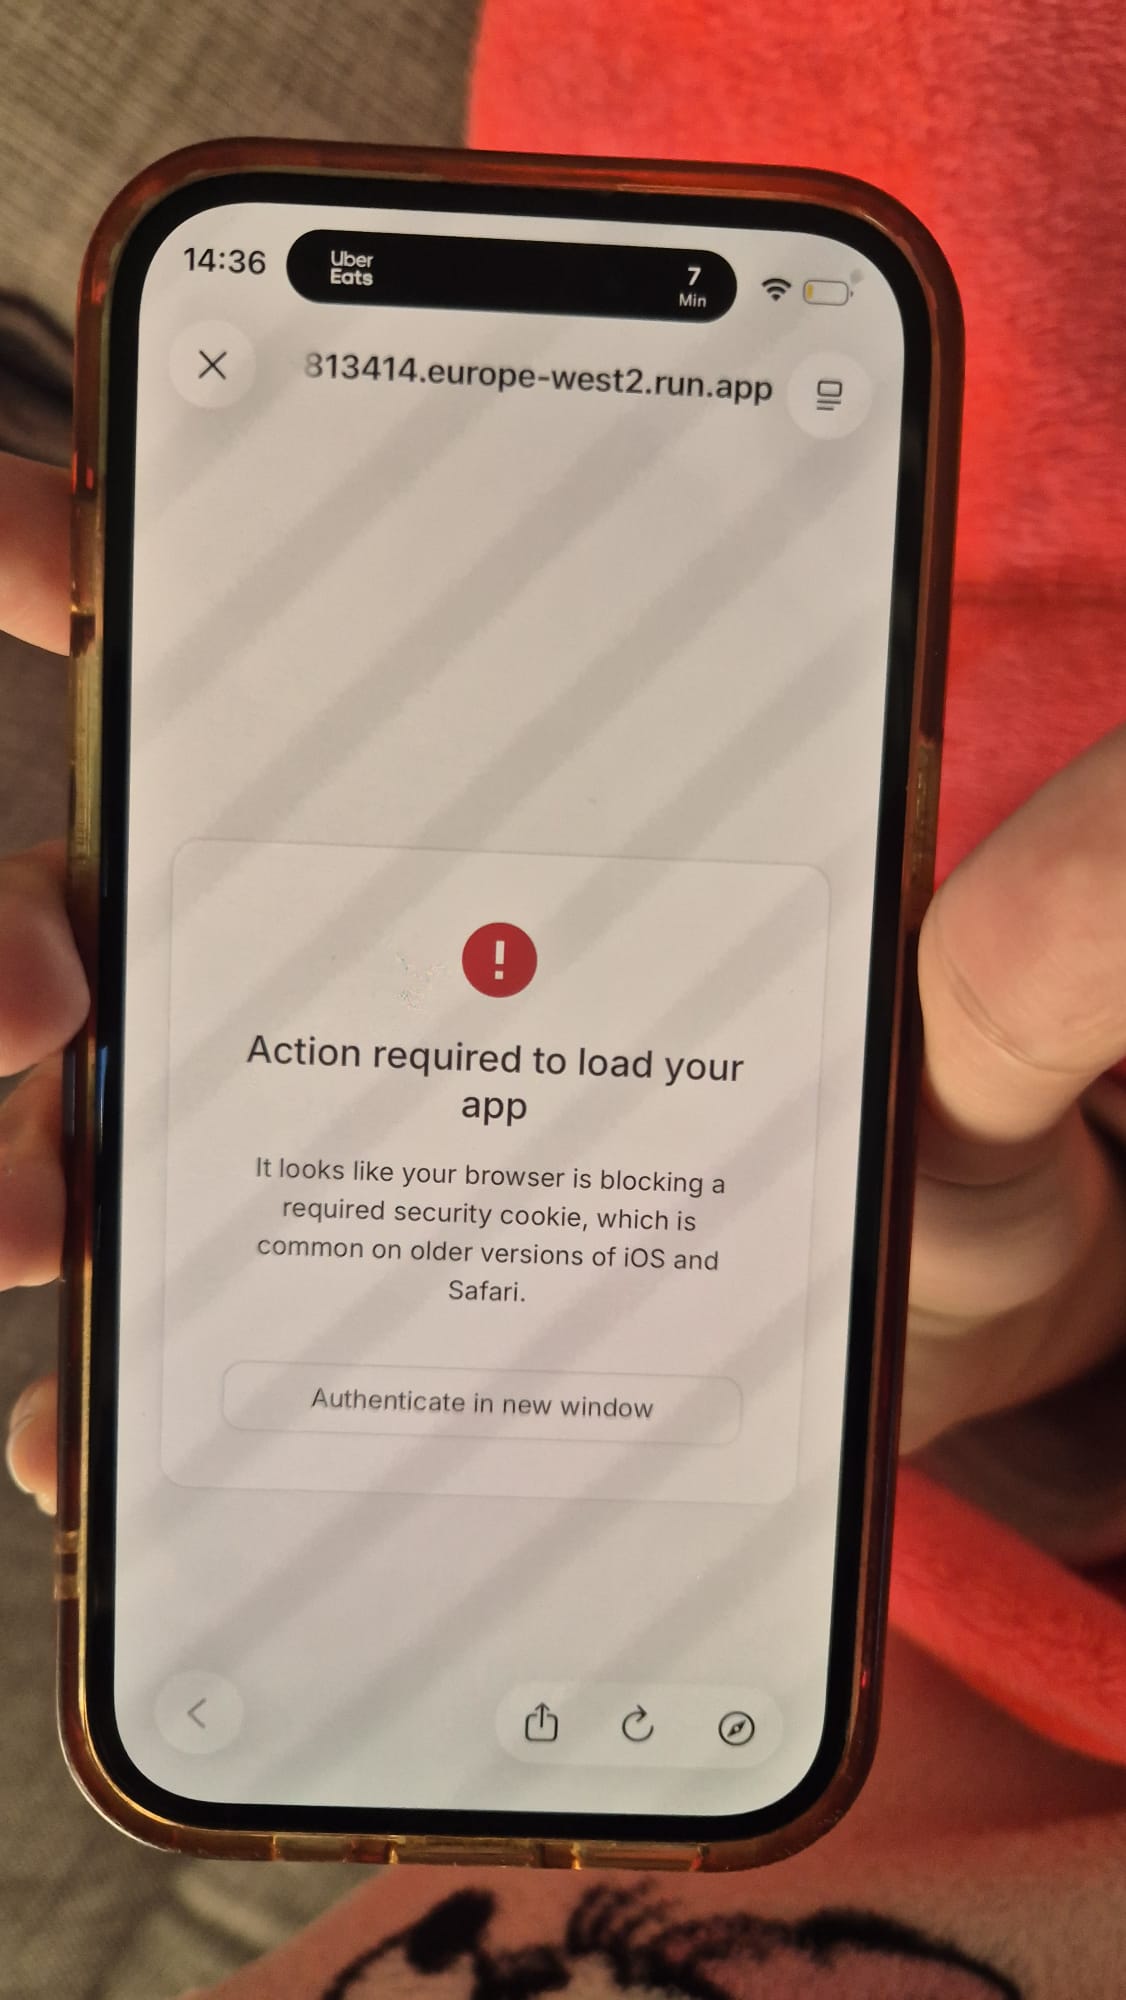 14:36
Uber
Eats
7
Min
813414.europe-west2.run.app
Action required to load your
app
It looks like your browser is blocking a
required security cookie, which is
common on older versions of iOS and
Safari.
Authenticate in new window